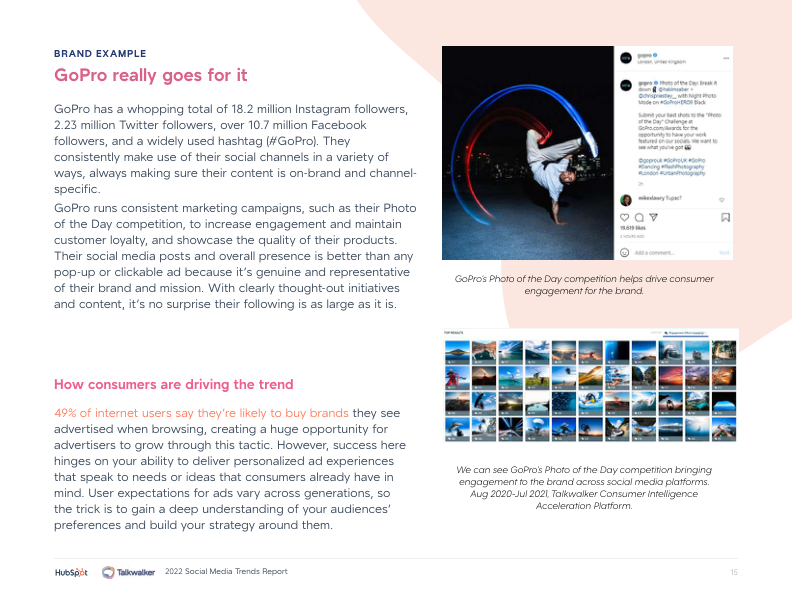 BRAND EXAMPLE
GoPro really goes for it
GoPro has a whopping total of 18.2 million Instagram followers,
2.23 million Twitter followers, over 10.7 million Facebook
followers, and a widely used hashtag (#GoPro). They
consistently make use of their social channels in a variety of
ways, always making sure their content is on-brand and channel-
specific.
GoPro runs consistent marketing campaigns, such as their Photo
of the Day competition, to increase engagement and maintain
customer loyalty, and showcase the quality of their products.
Their social media posts and overall presence is better than any
pop-up or clickable ad because it's genuine and representative
of their brand and mission. With clearly thought-out initiatives
and content, it's no surprise their following is as large as it is.
How consumers are driving the trend
49% of internet users say they're likely to buy brands they see
advertised when browsing, creating a huge opportunity for
advertisers to grow through this tactic. However, success here
hinges on your ability to deliver personalized ad experiences
that speak to needs or ideas that consumers already have in
mind. User expectations for ads vary across generations, so
the trick is to gain a deep understanding of your audiences'
preferences and build your strategy around them.
gopro
London, United Kingdom
gopro Photo of the Day: Break it
down @hakimsalter +
@chrispriestley_ with Night Photo
Mode on #GoProHERO9 Black
Submit your best shots to the "Photo
of the Day" Challenge at
GoPro.com/Awards for the
opportunity to have your work
featured on our socials. We want to
see what you've got
@goprouk #GoProUK #GoPro
#Dancing #FlashPhotography
#London #UrbanPhotography
2h
mikeslawry Tupac?
19,619 likes
2 HOURS AGO
Add a comment...
Post
GoPro's Photo of the Day competition helps drive consumer
engagement for the brand.
TOP RESULTS
We can see GoPro's Photo of the Day competition bringing
engagement to the brand across social media platforms.
Aug 2020-Jul 2021, Talkwalker Consumer Intelligence
Acceleration Platform.
HubSpot
Talkwalker
2022 Social Media Trends Report
15